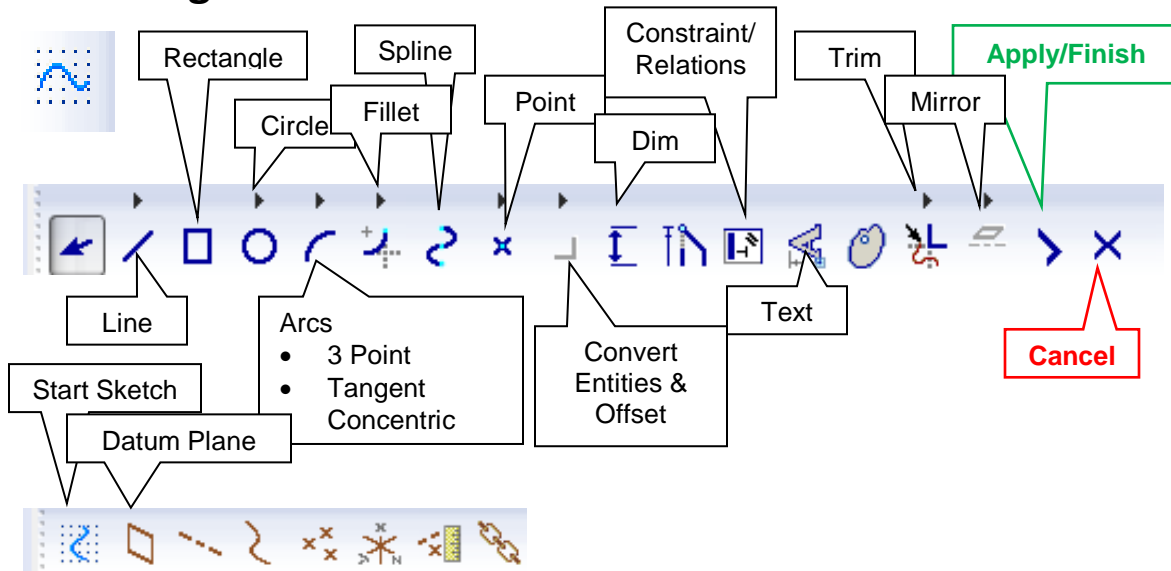 Rectangle
Spline
Constraint/
Relations
Trim
Apply/Finish
Circle
Fillet
Point
Dim
Mirror
Line
Arcs
• 3 Point
• Tangent
Concentric
Convert
Entities &
Offset
Text
Cancel
Start Sketch
Datum Plane